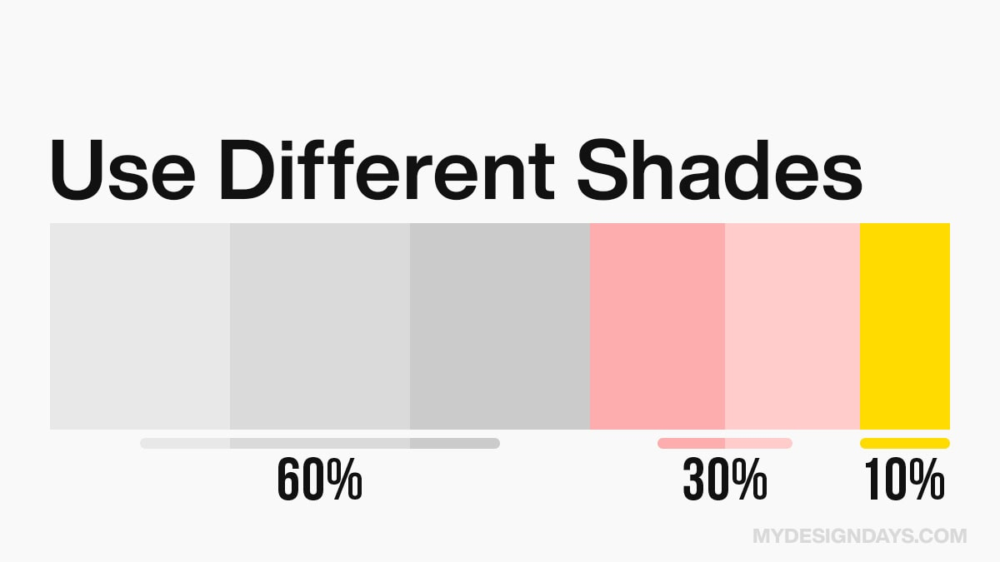 Use Different Shades
60% 30% 10%
MYDESIGNDAYS.COM